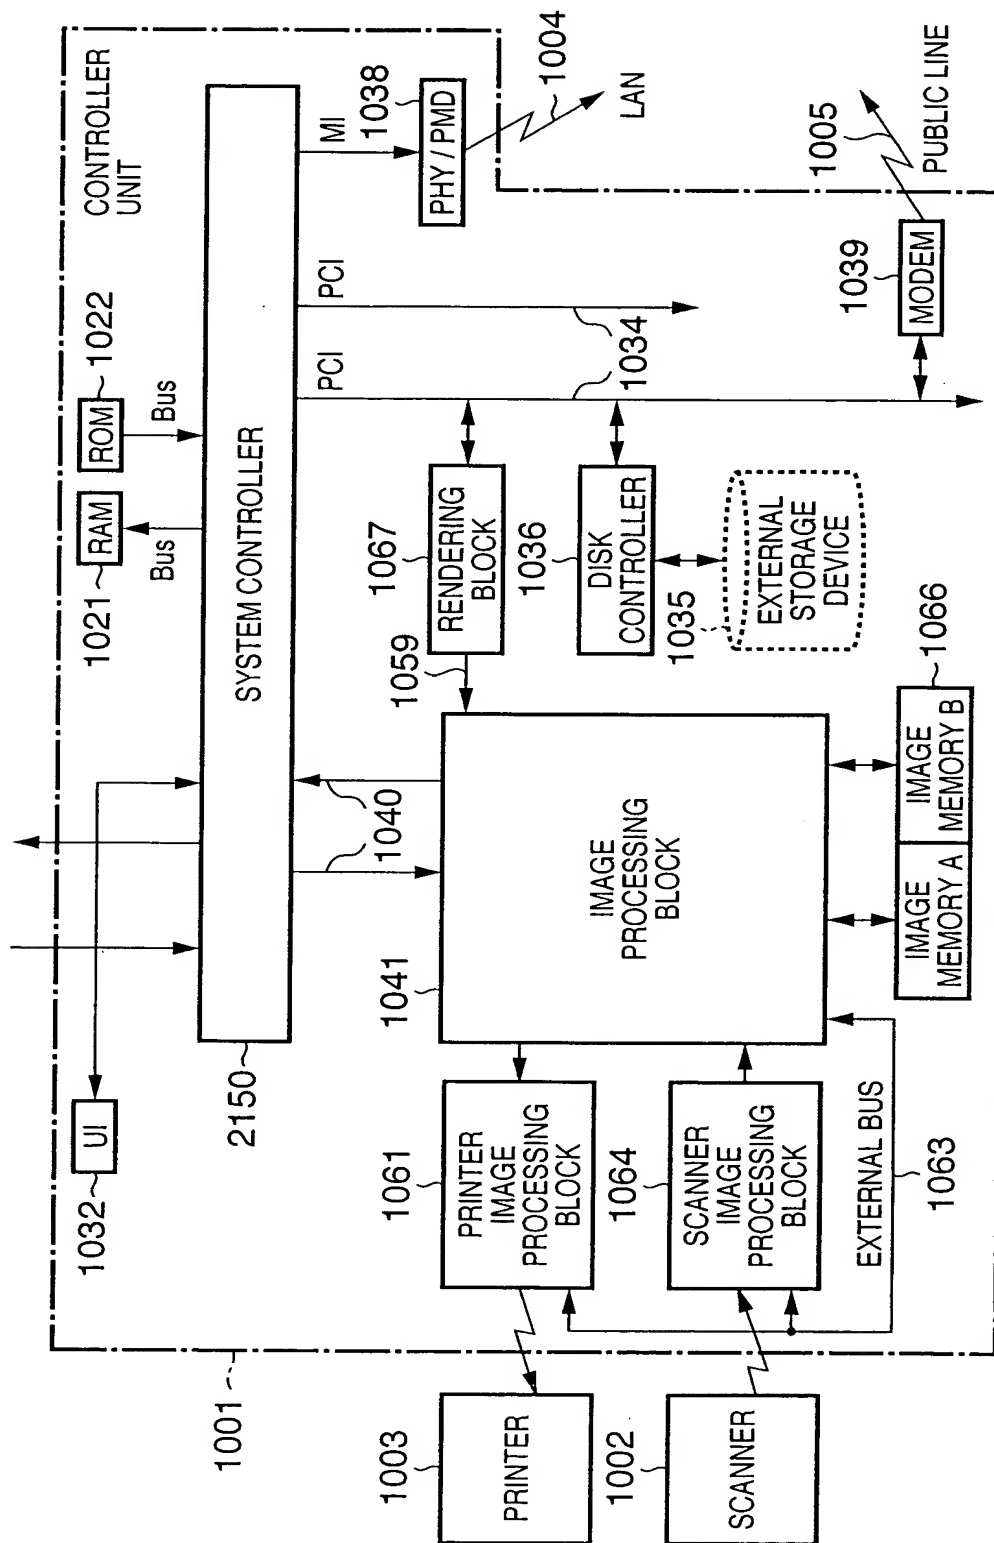 CONTROLLER
UNIT
1001
UI
1032
RAM
1021
Bus
ROM
1022
Bus
SYSTEM CONTROLLER
2150
MI
PHY / PMD
1038
1004
LAN
PCI
PCI
1034
1040
1059
RENDERING
BLOCK
1067
DISK
CONTROLLER
1036
EXTERNAL
STORAGE
DEVICE
1035
MODEM
1039
1005
PUBLIC LINE
IMAGE
PROCESSING
BLOCK
1041
PRINTER
IMAGE
PROCESSING
BLOCK
1061
SCANNER
IMAGE
PROCESSING
BLOCK
1064
EXTERNAL BUS
1063
IMAGE
MEMORY A
IMAGE
MEMORY B
1066
PRINTER
1003
SCANNER
1002